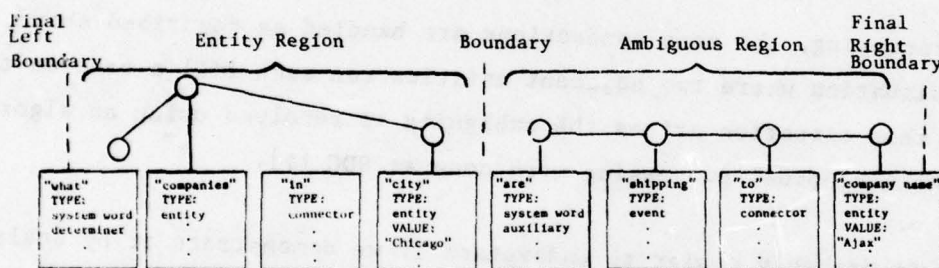 Final
Left
Boundary
Entity Region
Boundary
Ambiguous Region
Final
Right
Boundary
"what"
TYPE:
system word
determiner
"companies"
TYPE:
entity
"in"
TYPE:
connector
"city"
TYPE:
entity
VALUE:
"Chicago"
"are"
TYPE:
system word
auxiliary
"shipping"
TYPE:
event
"to"
TYPE:
connector
"company name"
TYPE:
entity
VALUE:
"Ajax"